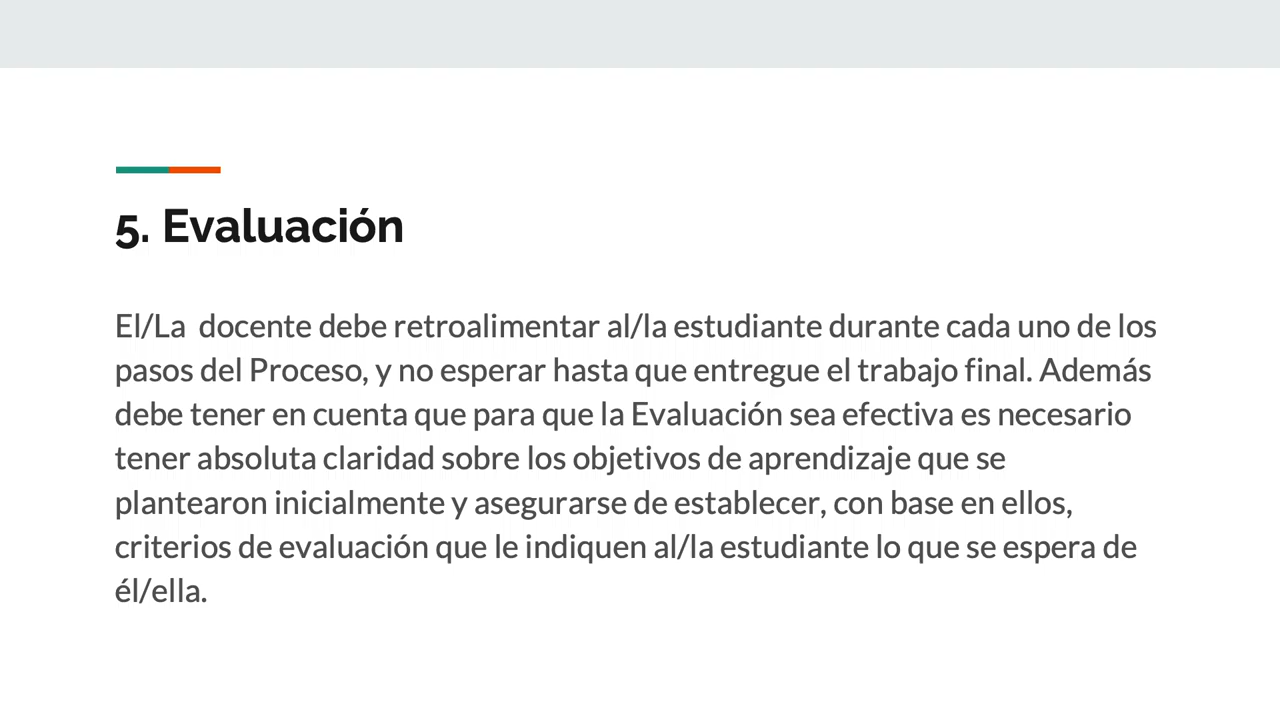 5. Evaluación
El/La docente debe retroalimentar al/la estudiante durante cada uno de los
pasos del Proceso, y no esperar hasta que entregue el trabajo final. Además
debe tener en cuenta que para que la Evaluación sea efectiva es necesario
tener absoluta claridad sobre los objetivos de aprendizaje que se
plantearon inicialmente y asegurarse de establecer, con base en ellos,
criterios de evaluación que le indiquen al/la estudiante lo que se espera de
él/ella.